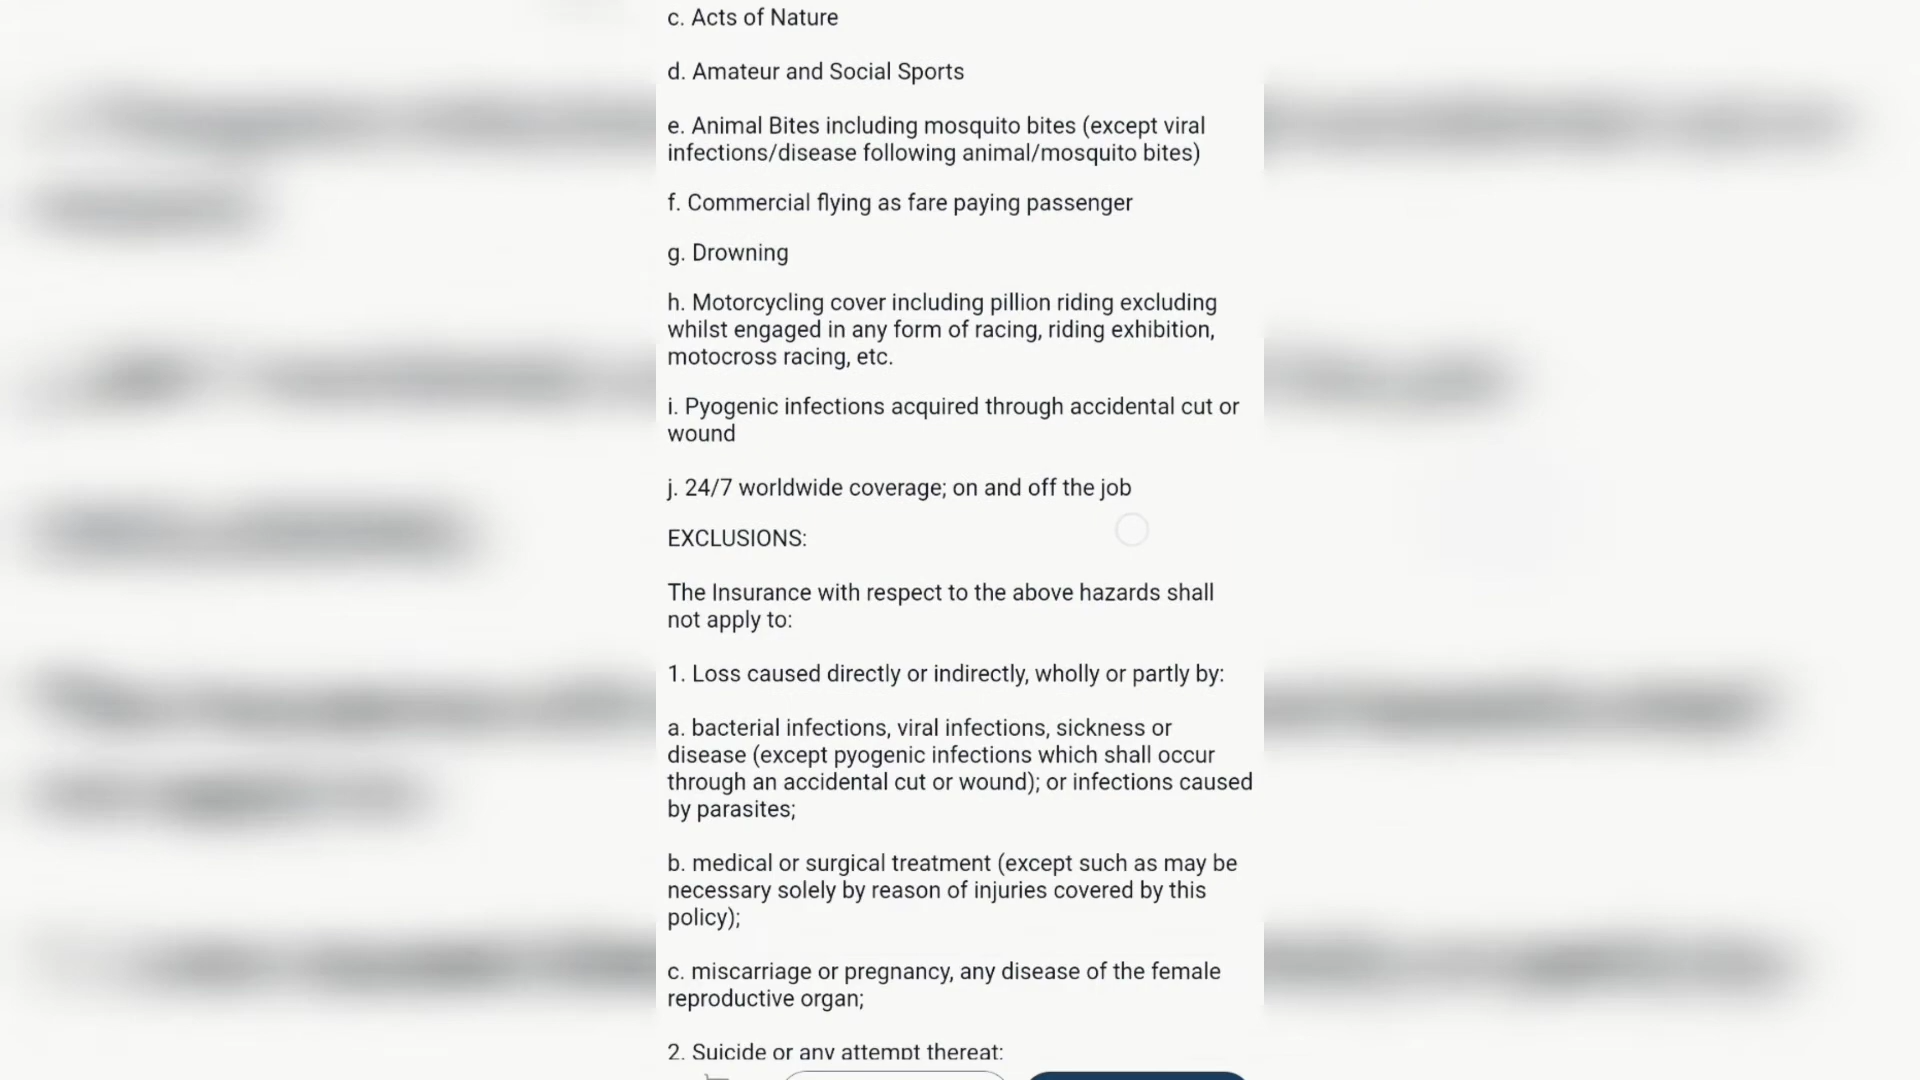 c. Acts of Nature
d. Amateur and Social Sports
e. Animal Bites including mosquito bites (except viral
infections/disease following animal/mosquito bites)
f. Commercial flying as fare paying passenger
g. Drowning
h. Motorcycling cover including pillion riding excluding
whilst engaged in any form of racing, riding exhibition,
motocross racing, etc.
i. Pyogenic infections acquired through accidental cut or
wound
j. 24/7 worldwide coverage; on and off the job
EXCLUSIONS:
The Insurance with respect to the above hazards shall
not apply to:
1. Loss caused directly or indirectly, wholly or partly by:
a. bacterial infections, viral infections, sickness or
disease (except pyogenic infections which shall occur
through an accidental cut or wound); or infections caused
by parasites;
b. medical or surgical treatment (except such as may be
necessary solely by reason of injuries covered by this
policy);
c. miscarriage or pregnancy, any disease of the female
reproductive organ;
2. Suicide or any attempt thereat;